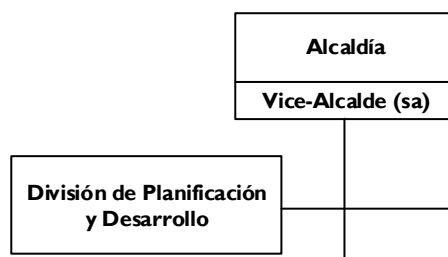 Alcaldía
Vice-Alcalde (sa)
División de Planificación
y Desarrollo